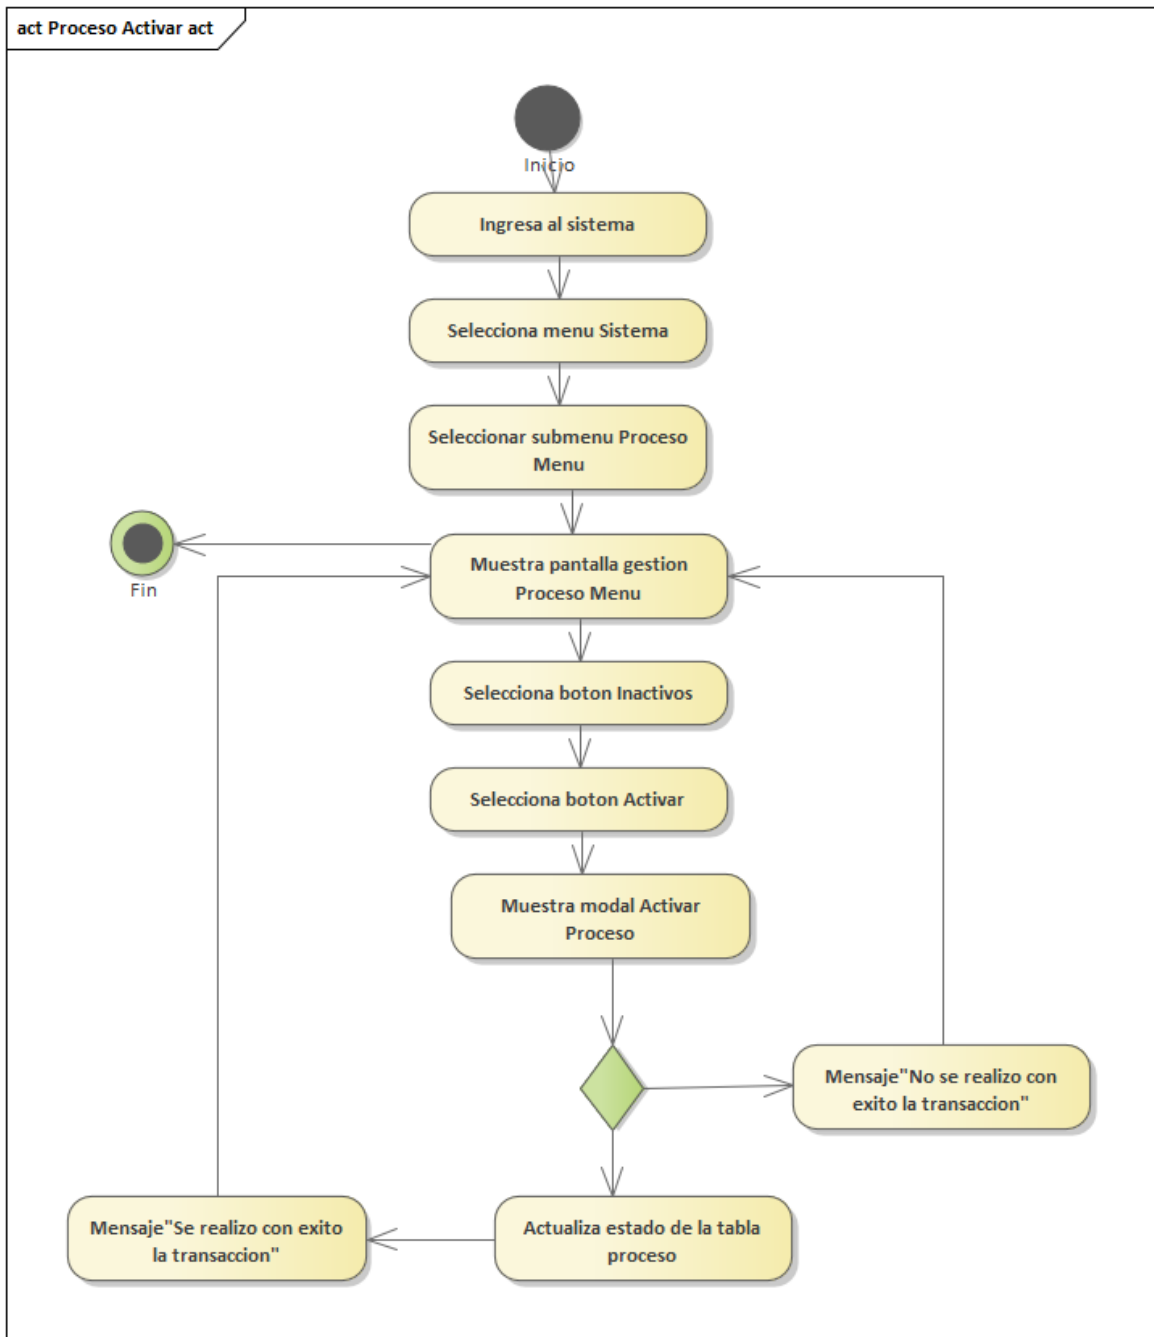 act Proceso Activar act
Inicio
Ingresa al sistema
Selecciona menu Sistema
Seleccionar submenu Proceso
Menu
Fin
Muestra pantalla gestion
Proceso Menu
Selecciona boton Inactivos
Selecciona boton Activar
Muestra modal Activar
Proceso
Mensaje"No se realizo con
exito la transaccion"
Mensaje"Se realizo con exito
la transaccion"
Actualiza estado de la tabla
proceso